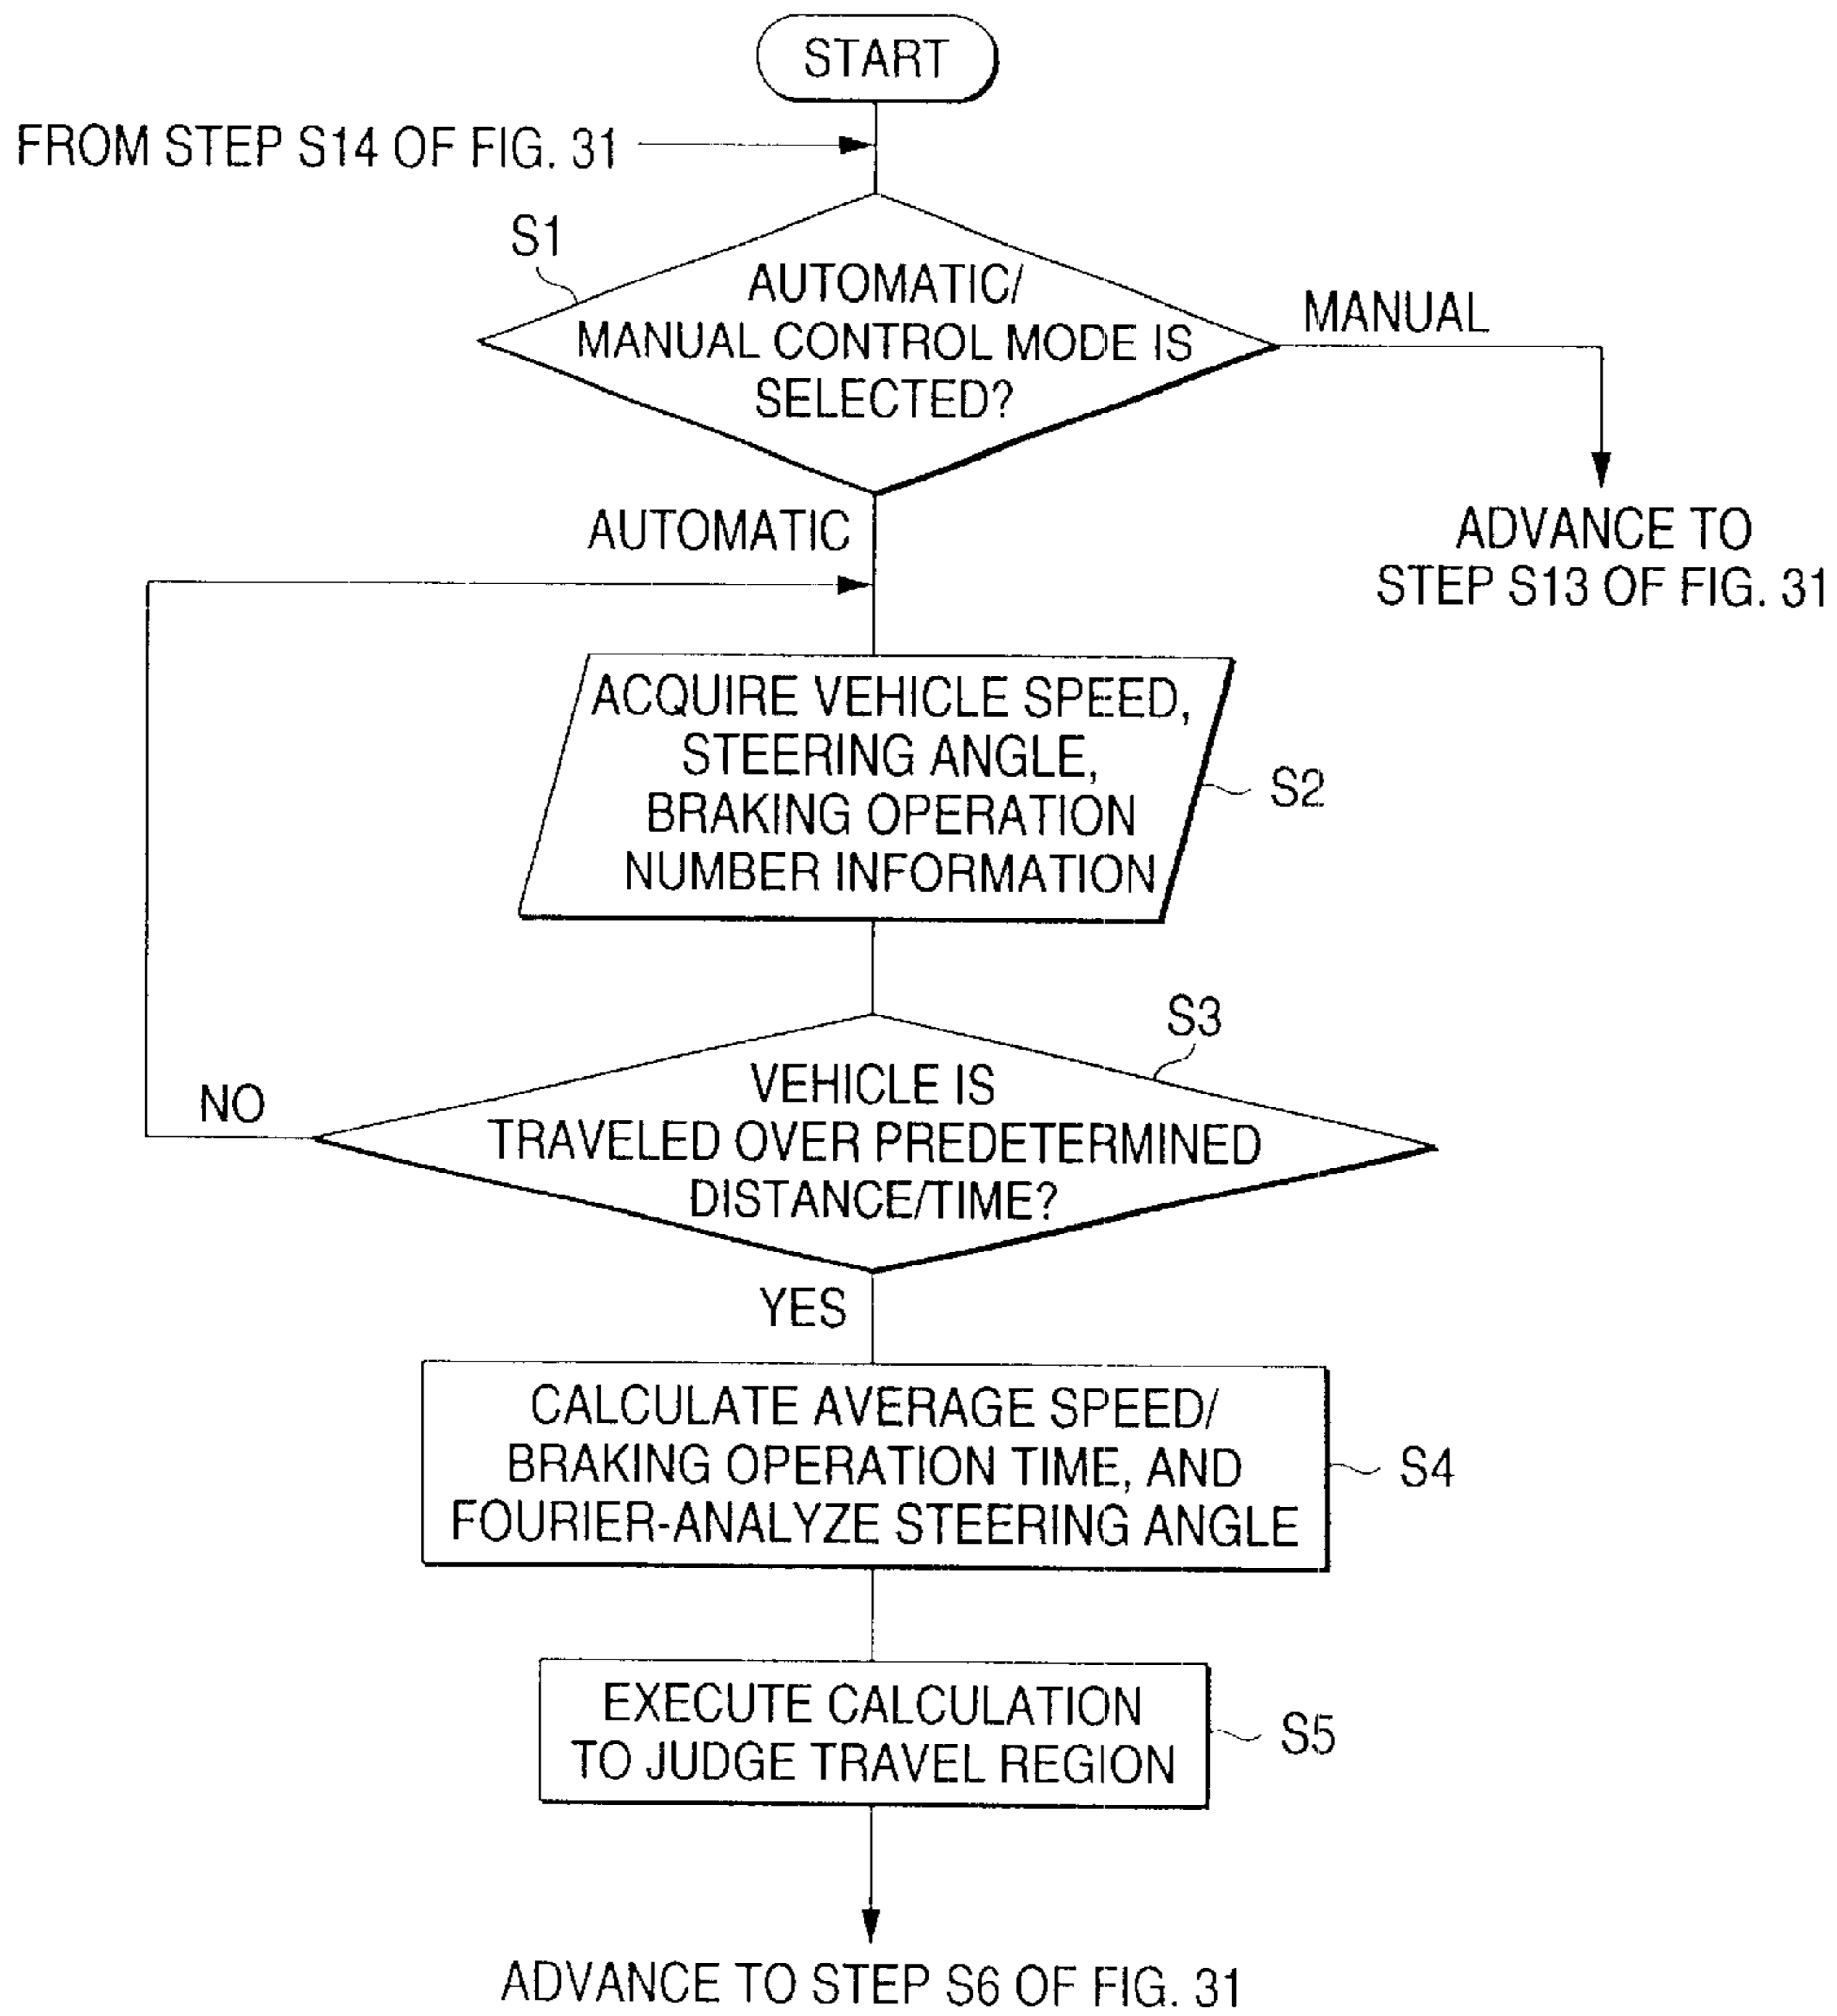 START
FROM STEP S14 OF FIG. 31
S1
AUTOMATIC/
MANUAL CONTROL MODE IS
SELECTED?
MANUAL
ADVANCE TO
STEP S13 OF FIG. 31
AUTOMATIC
ACQUIRE VEHICLE SPEED,
STEERING ANGLE,
BRAKING OPERATION
NUMBER INFORMATION
S2
S3
VEHICLE IS
TRAVELED OVER PREDETERMINED
DISTANCE/TIME?
NO
YES
CALCULATE AVERAGE SPEED/
BRAKING OPERATION TIME, AND
FOURIER-ANALYZE STEERING ANGLE
S4
EXECUTE CALCULATION
TO JUDGE TRAVEL REGION
S5
ADVANCE TO STEP S6 OF FIG. 31